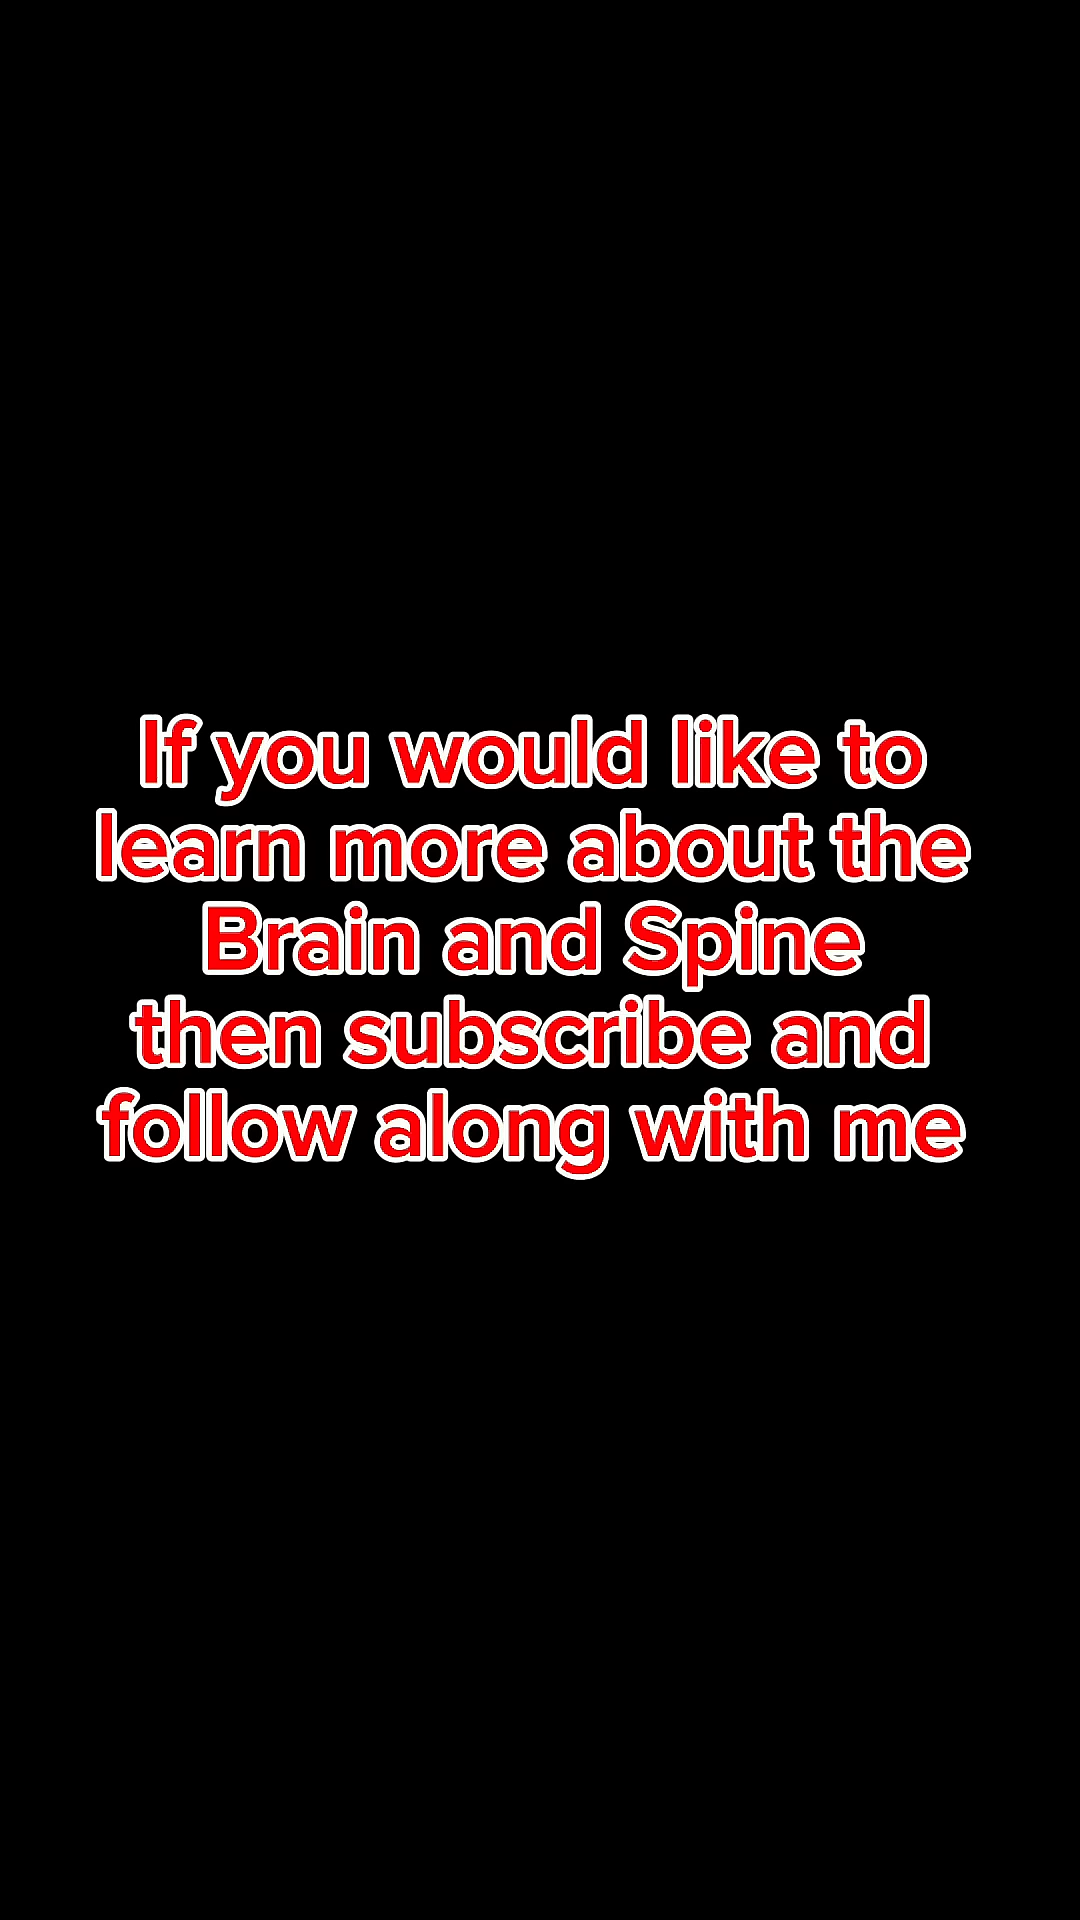 If you would like to
learn more about the
Brain and Spine
then subscribe and
follow along with me